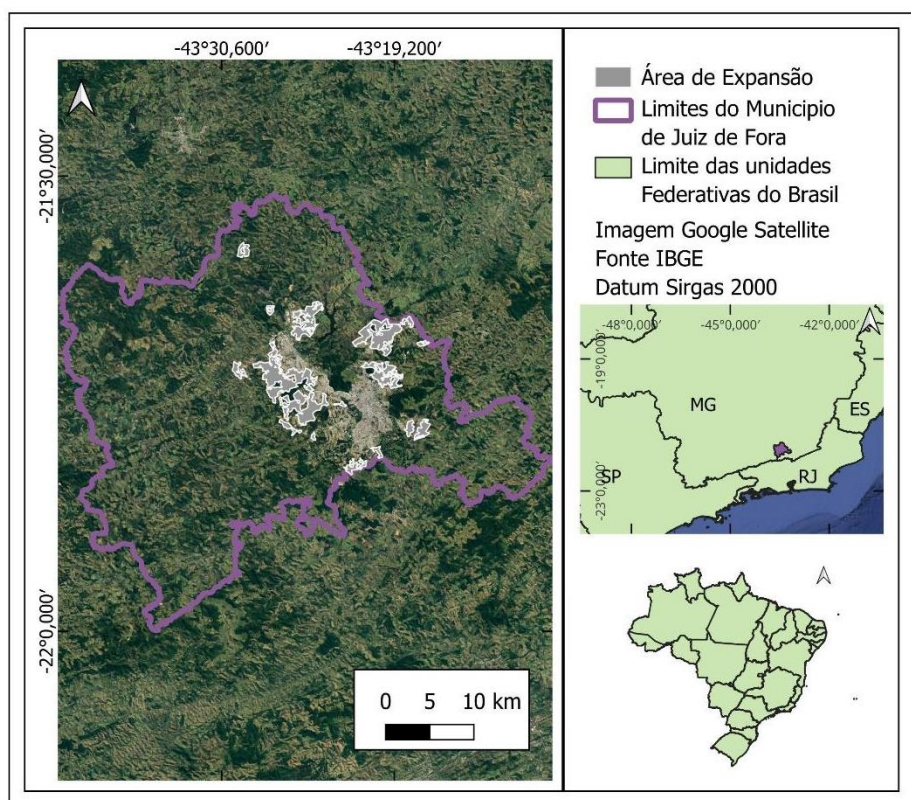 -43°30,600′
-43°19,200′
-21°30,000′
-22°0,000′
0 5 10 km
Área de Expansão
Limites do Municipio
de Juiz de Fora
Limite das unidades
Federativas do Brasil
Imagem Google Satellite
Fonte IBGE
Datum Sirgas 2000
-48°0,000′
-45°0,000′
-42°0,000′
-19°0,000′
-23°0,000′
MG
ES
SP
RJ